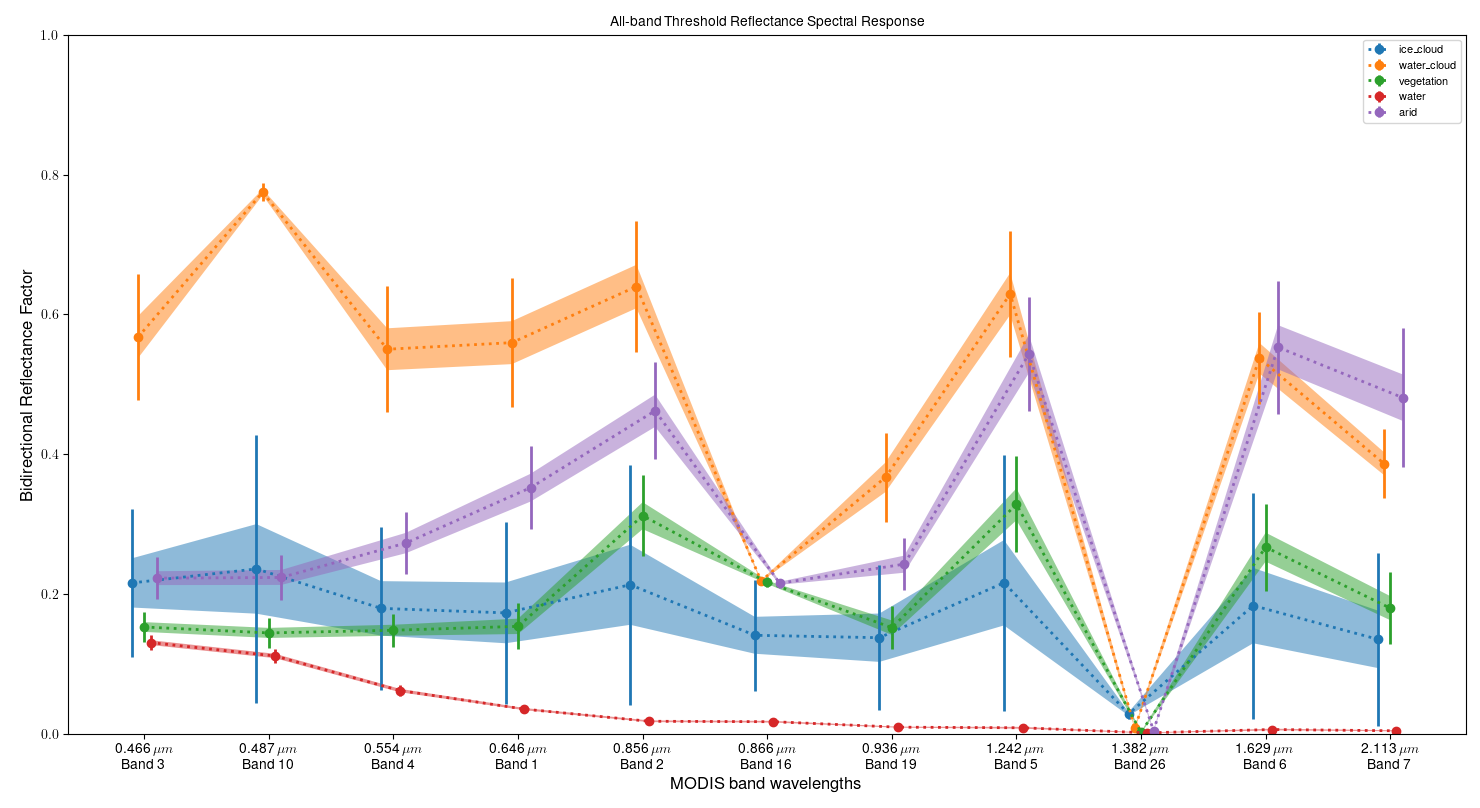 All-band Threshold Reflectance Spectral Response
1.0
0.8
0.6
0.4
0.2
0.0
Bidirectional Reflectance Factor
ice_cloud
water_cloud
vegetation
water
arid
0.466 μm 0.487 μm 0.554 μm 0.646 μm 0.856 μm 0.866 μm 0.936 μm 1.242 μm 1.382 μm 1.629 μm 2.113 μm
Band 3 Band 10 Band 4 Band 1 Band 2 Band 16 Band 19 Band 5 Band 26 Band 6 Band 7
MODIS band wavelengths